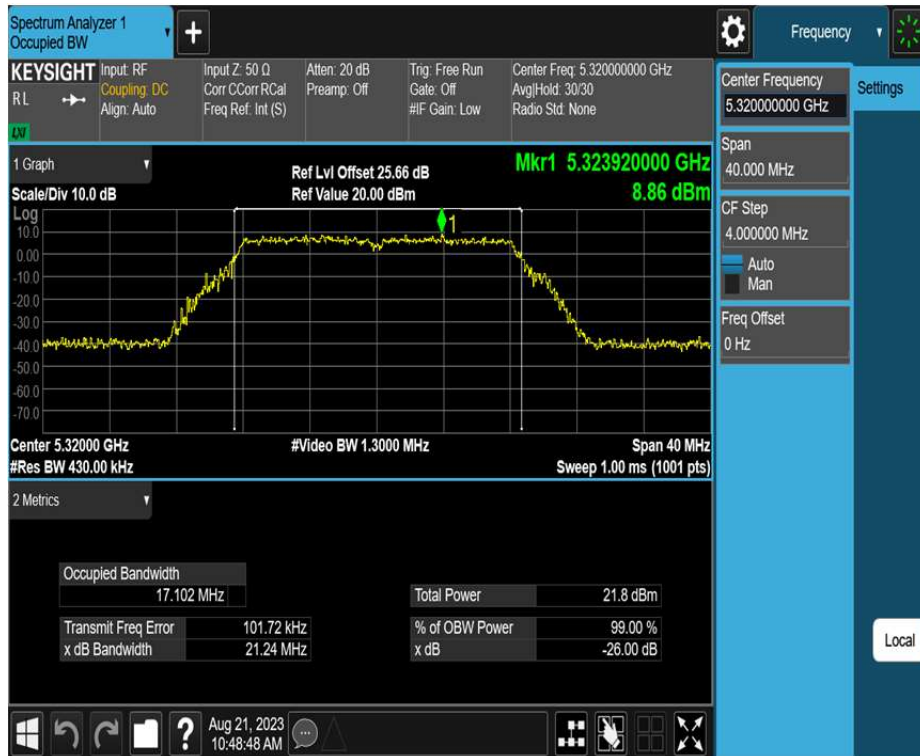 Spectrum Analyzer 1
Occupied BW
+
Frequency
KEYSIGHT
RL
LXI
Input: RF
Coupling: DC
Align: Auto
Input Z: 50 Ω
Corr CCorr RCal
Freq Ref: Int (S)
Atten: 20 dB
Preamp: Off
Trig: Free Run
Gate: Off
#IF Gain: Low
Center Freq: 5.320000000 GHz
Avg|Hold: 30/30
Radio Std: None
Center Frequency
5.320000000 GHz
Settings
Span
40.000 MHz
CF Step
4.000000 MHz
Auto
Man
Freq Offset
0 Hz
Local
1 Graph
Scale/Div 10.0 dB
Ref Lvl Offset 25.66 dB
Ref Value 20.00 dBm
Mkr1 5.323920000 GHz
8.86 dBm
Log
1
10.0
0.00
-10.0
-20.0
-30.0
-40.0
-50.0
-60.0
-70.0
Center 5.32000 GHz
#Video BW 1.3000 MHz
Span 40 MHz
#Res BW 430.00 kHz
Sweep 1.00 ms (1001 pts)
2 Metrics
Occupied Bandwidth
17.102 MHz
Total Power 21.8 dBm
Transmit Freq Error 101.72 kHz
% of OBW Power 99.00 %
x dB Bandwidth 21.24 MHz
x dB -26.00 dB
?
Aug 21, 2023
10:48:48 AM